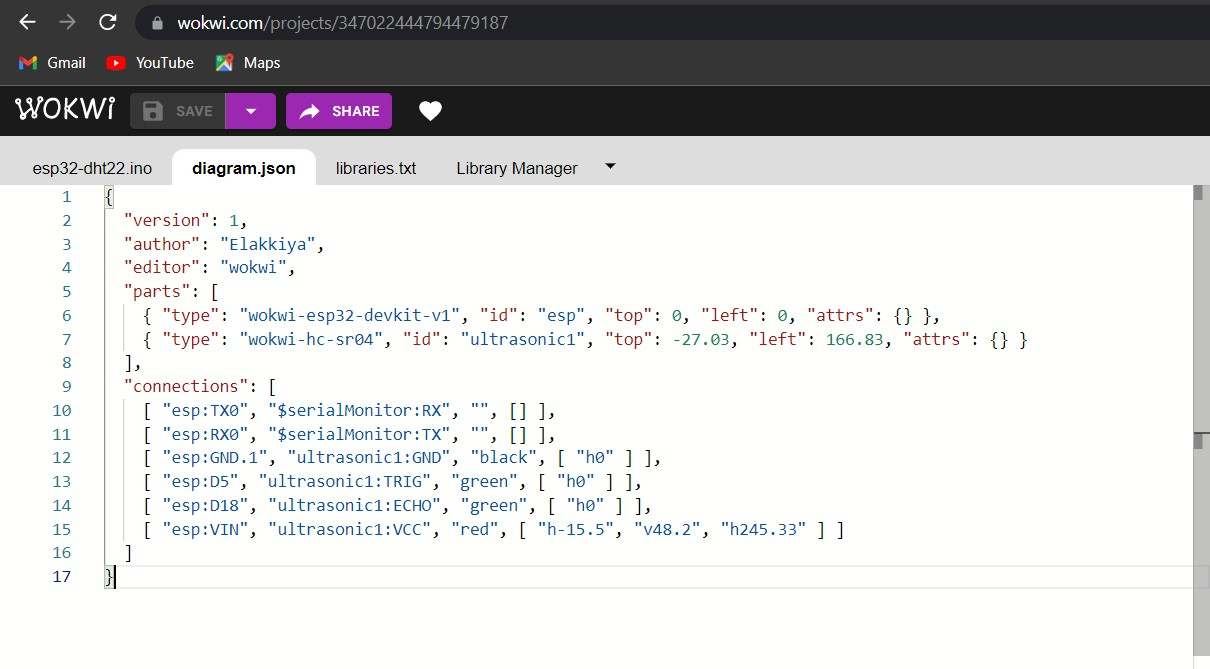 wokwi.com/projects/347022444794479187
Gmail YouTube Maps
WOKWi SAVE SHARE
esp32-dht22.ino diagram.json libraries.txt Library Manager
1 {
2 "version": 1,
3 "author": "Elakkiya",
4 "editor": "wokwi",
5 "parts": [
6 { "type": "wokwi-esp32-devkit-v1", "id": "esp", "top": 0, "left": 0, "attrs": {} },
7 { "type": "wokwi-hc-sr04", "id": "ultrasonic1", "top": -27.03, "left": 166.83, "attrs": {} }
8 ],
9 "connections": [
10 [ "esp:TX0", "$serialMonitor:RX", "", [] ],
11 [ "esp:RX0", "$serialMonitor:TX", "", [] ],
12 [ "esp:GND.1", "ultrasonic1:GND", "black", [ "h0" ] ],
13 [ "esp:D5", "ultrasonic1:TRIG", "green", [ "h0" ] ],
14 [ "esp:D18", "ultrasonic1:ECHO", "green", [ "h0" ] ],
15 [ "esp:VIN", "ultrasonic1:VCC", "red", [ "h-15.5", "v48.2", "h245.33" ] ]
16 ]
17 }